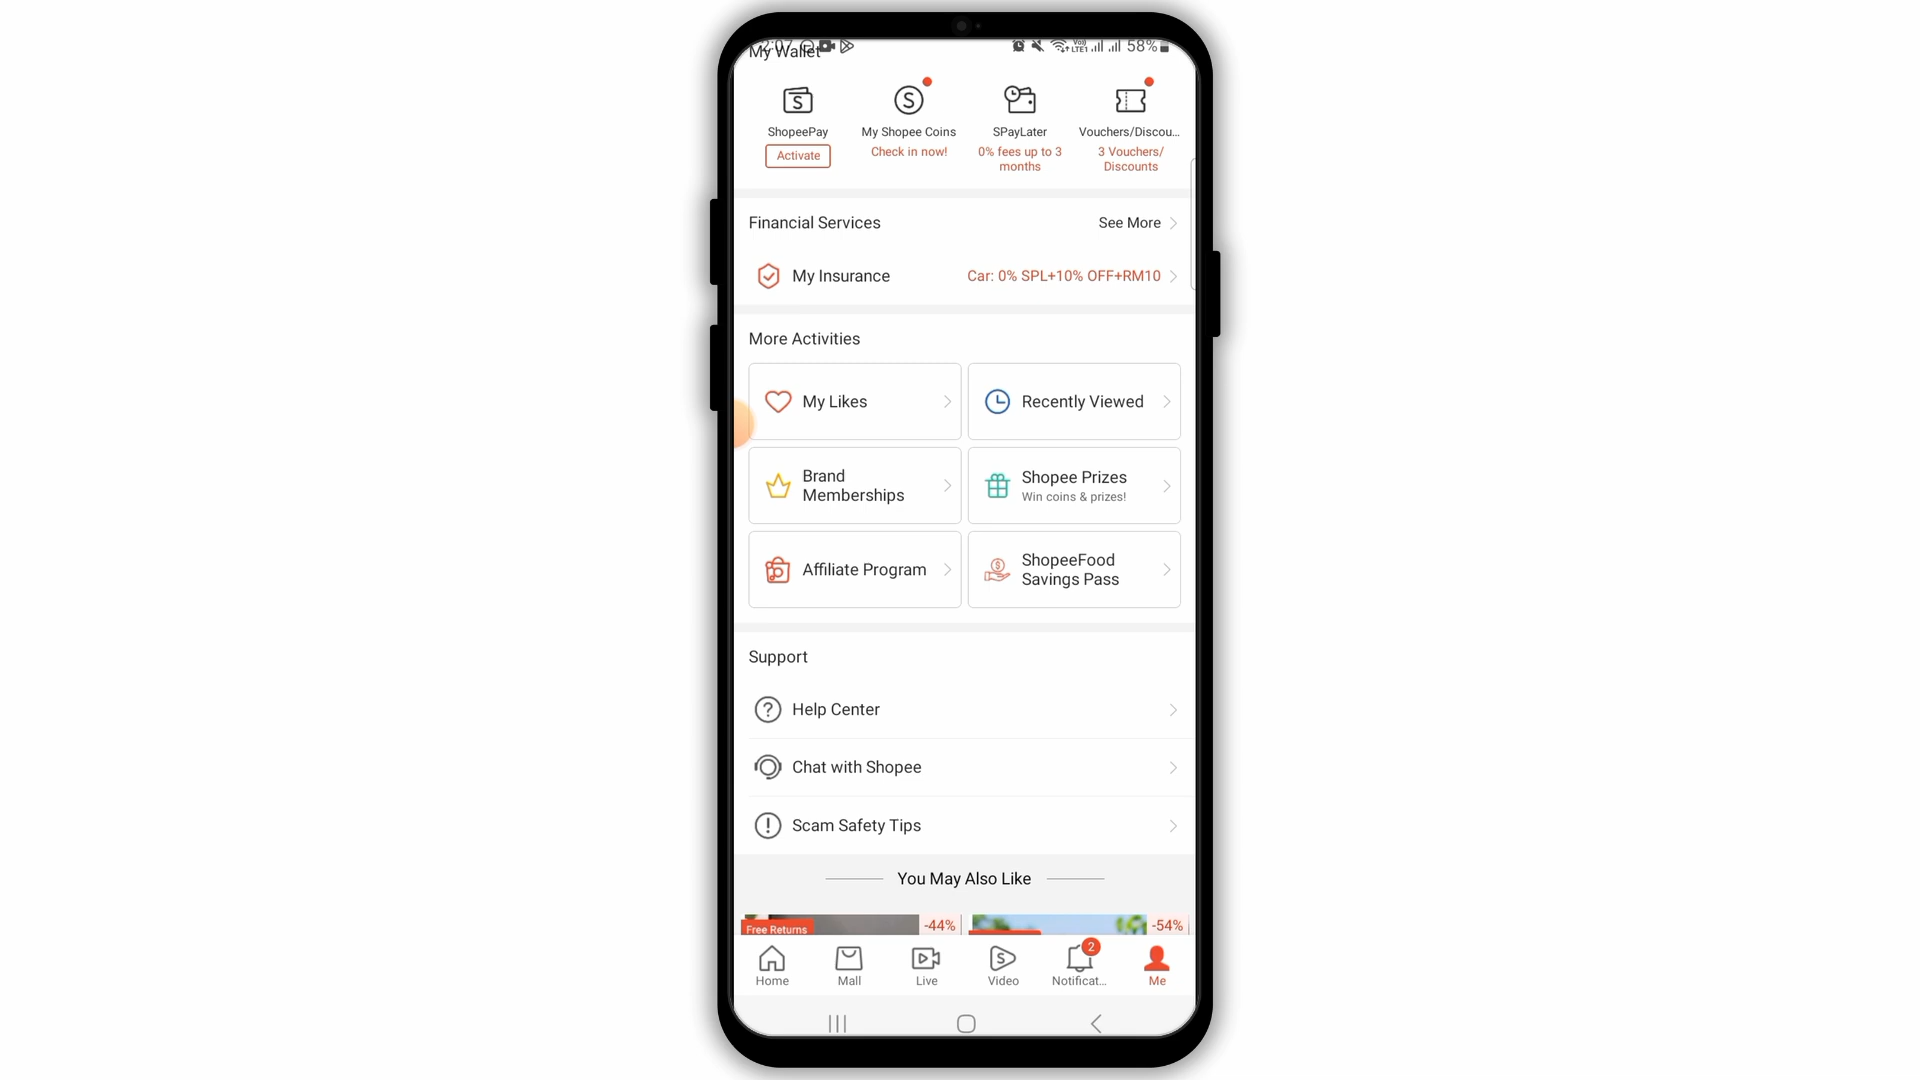 2:07
58%
My Wallet
ShopeePay
My Shopee Coins
SPayLater
Vouchers/Discou...
Activate
Check in now!
0% fees up to 3
months
3 Vouchers/
Discounts
Financial Services
See More
My Insurance
Car: 0% SPL+10% OFF+RM10
More Activities
My Likes
Recently Viewed
Brand
Memberships
Shopee Prizes
Win coins & prizes!
Affiliate Program
ShopeeFood
Savings Pass
Support
Help Center
Chat with Shopee
Scam Safety Tips
You May Also Like
Free Returns
-44%
-54%
2
Home
Mall
Live
Video
Notificat...
Me